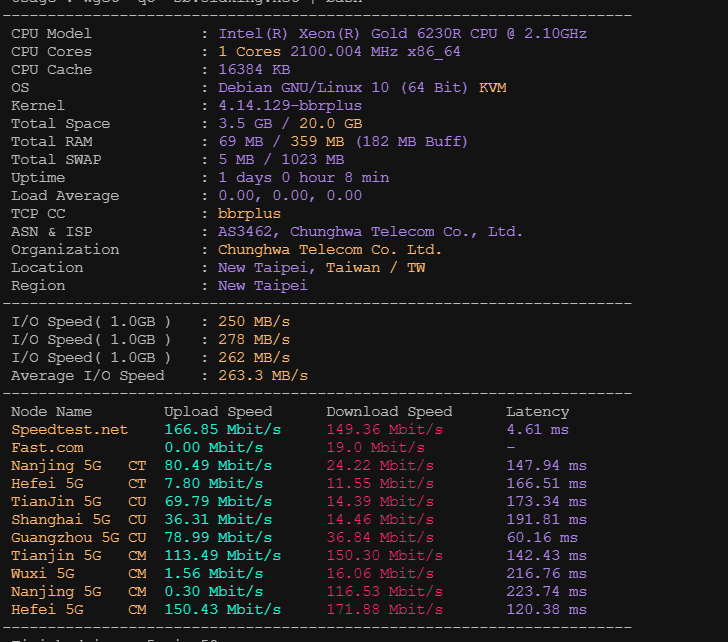 CPU Model : Intel(R) Xeon(R) Gold 6230R CPU @ 2.10GHz
CPU Cores : 1 Cores 2100.004 MHz x86_64
CPU Cache : 16384 KB
OS : Debian GNU/Linux 10 (64 Bit) KVM
Kernel : 4.14.129-bbrplus
Total Space : 3.5 GB / 20.0 GB
Total RAM : 69 MB / 359 MB (182 MB Buff)
Total SWAP : 5 MB / 1023 MB
Uptime : 1 days 0 hour 8 min
Load Average : 0.00, 0.00, 0.00
TCP CC : bbrplus
ASN & ISP : AS3462, Chunghwa Telecom Co., Ltd.
Organization : Chunghwa Telecom Co. Ltd.
Location : New Taipei, Taiwan / TW
Region : New Taipei
I/O Speed( 1.0GB ) : 250 MB/s
I/O Speed( 1.0GB ) : 278 MB/s
I/O Speed( 1.0GB ) : 262 MB/s
Average I/O Speed : 263.3 MB/s
Node Name Upload Speed Download Speed Latency
Speedtest.net 166.85 Mbit/s 149.36 Mbit/s 4.61 ms
Fast.com 0.00 Mbit/s 19.0 Mbit/s -
Nanjing 5G CT 80.49 Mbit/s 24.22 Mbit/s 147.94 ms
Hefei 5G CT 7.80 Mbit/s 11.55 Mbit/s 166.51 ms
TianJin 5G CU 69.79 Mbit/s 14.39 Mbit/s 173.34 ms
Shanghai 5G CU 36.31 Mbit/s 14.46 Mbit/s 191.81 ms
Guangzhou 5G CU 78.99 Mbit/s 36.84 Mbit/s 60.16 ms
Tianjin 5G CM 113.49 Mbit/s 150.30 Mbit/s 142.43 ms
Wuxi 5G CM 1.56 Mbit/s 16.06 Mbit/s 216.76 ms
Nanjing 5G CM 0.30 Mbit/s 116.53 Mbit/s 223.74 ms
Hefei 5G CM 150.43 Mbit/s 171.88 Mbit/s 120.38 ms